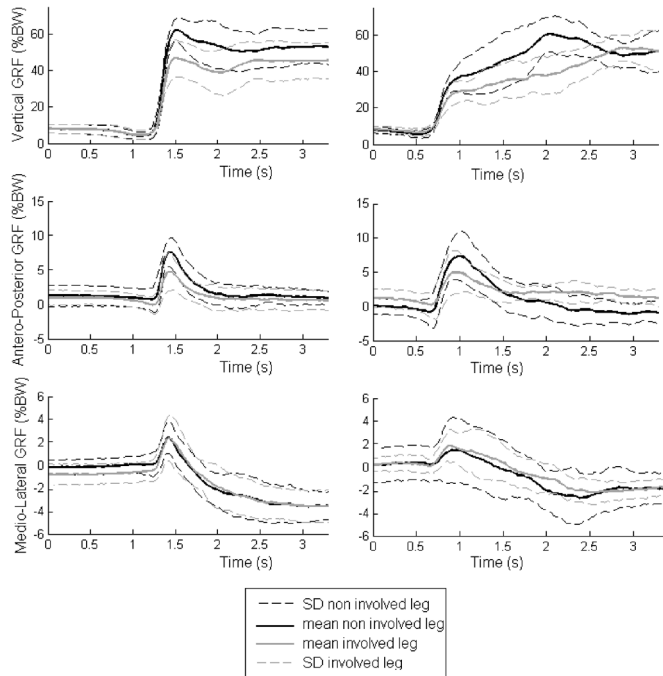 Vertical GRF (%BW)
60
40
20
0
0 0.5 1 1.5 2 2.5 3
Time (s)
60
40
20
0
0 0.5 1 1.5 2 2.5 3
Time (s)
Antero-Posterior GRF (%BW)
15
10
5
0
-5
0 0.5 1 1.5 2 2.5 3
Time (s)
15
10
5
0
-5
0 0.5 1 1.5 2 2.5 3
Time (s)
Medio-Lateral GRF (%BW)
6
4
2
0
-2
-4
-6
0 0.5 1 1.5 2 2.5 3
Time (s)
6
4
2
0
-2
-4
-6
0 0.5 1 1.5 2 2.5 3
Time (s)
SD non involved leg
mean non involved leg
mean involved leg
SD involved leg